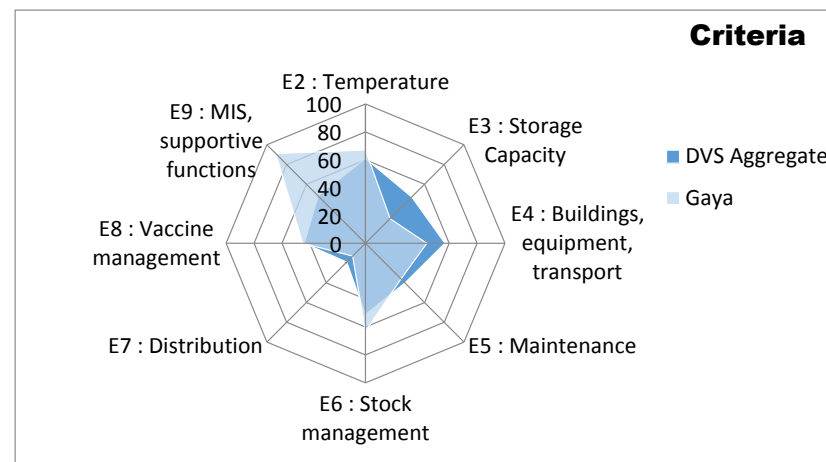 Criteria
E2 : Temperature
100
80
60
40
20
0
E3 : Storage
Capacity
E4 : Buildings,
equipment,
transport
E5 : Maintenance
E6 : Stock
management
E7 : Distribution
E8 : Vaccine
management
E9 : MIS,
supportive
functions
DVS Aggregate
Gaya